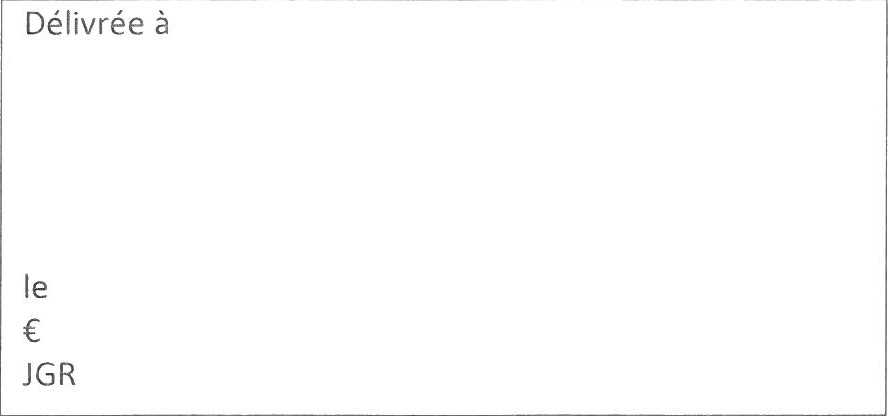 Délivrée à
le
€
JGR